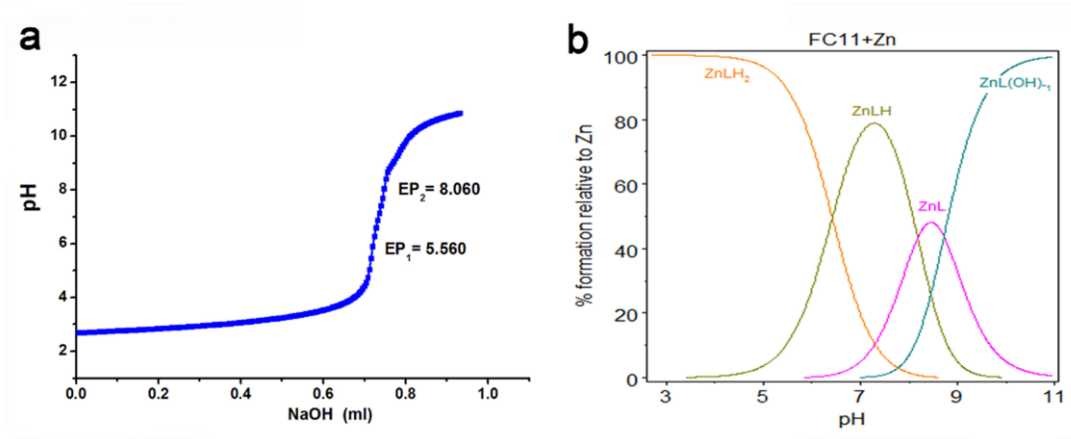 a
12
10
8
6
4
2
pH
EP₂= 8.060
EP₁= 5.560
0.0 0.2 0.4 0.6 0.8 1.0
NaOH (ml)
b
FC11+Zn
100
80
60
40
20
0
% formation relative to Zn
ZnLH₂
ZnLH
ZnL
ZnL(OH)₋₁
3 5 7 9 11
pH